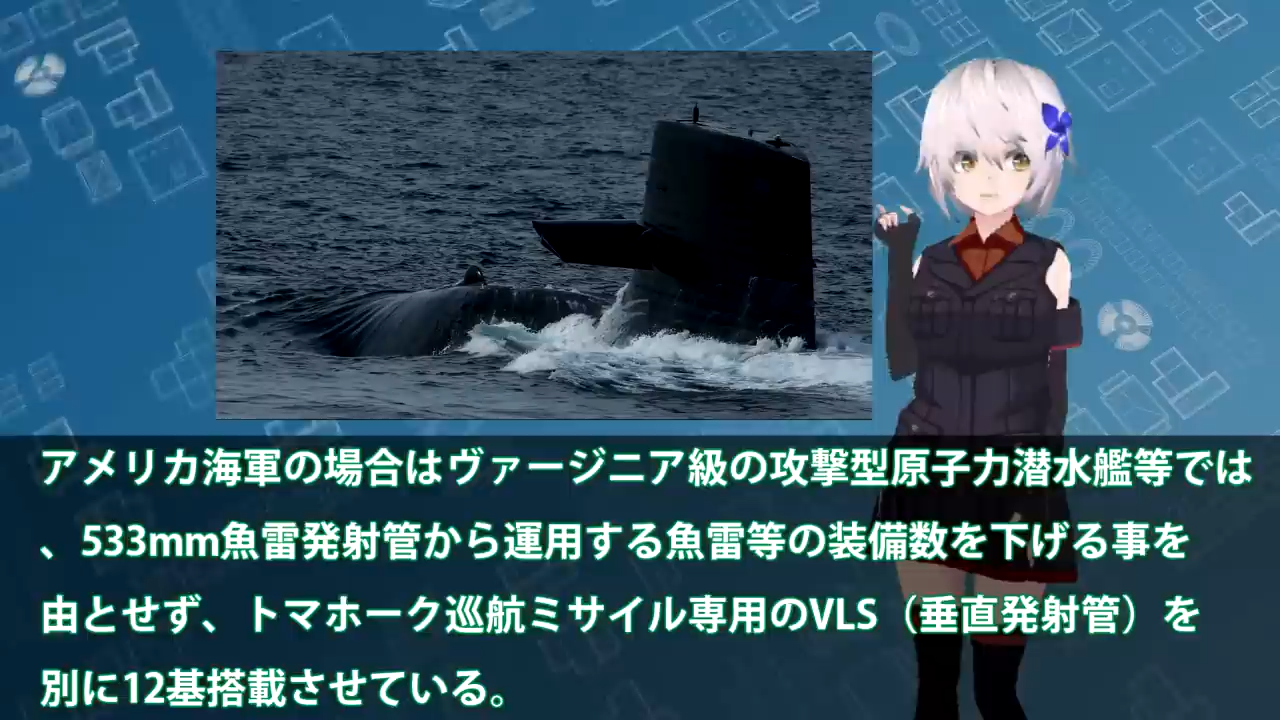 アメリカ海軍の場合はヴァージニア級の攻撃型原子力潜水艦等では
、533mm魚雷発射管から運用する魚雷等の装備数を下げる事を
由とせず、トマホーク巡航ミサイル専用のVLS（垂直発射管）を
別に12基搭載させている。